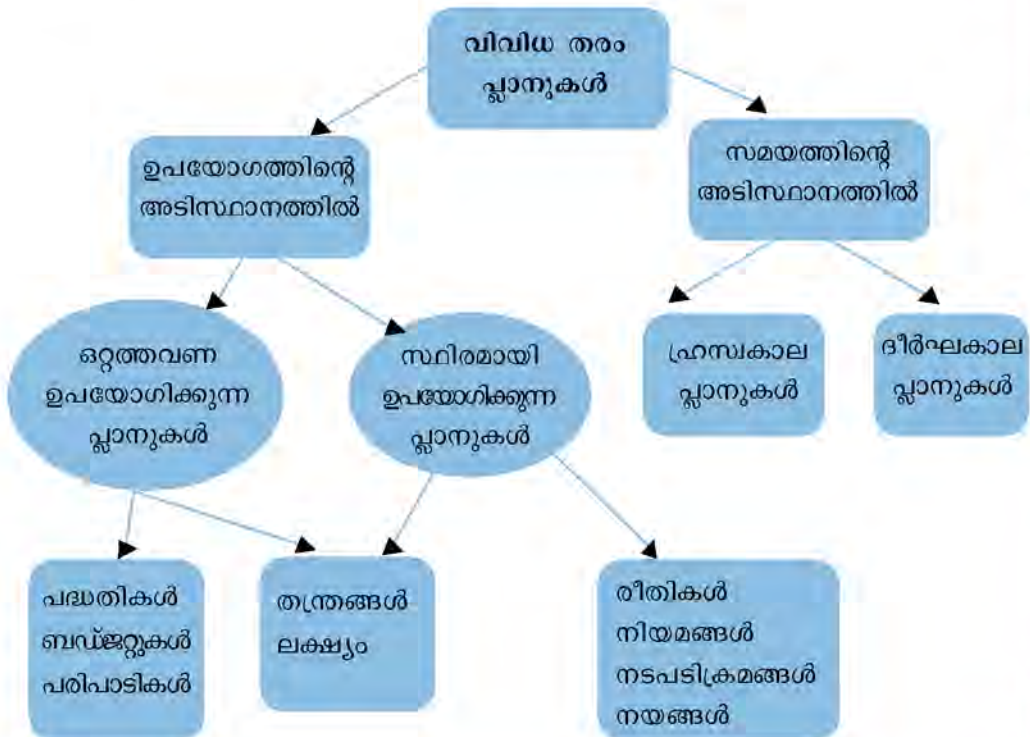 വിവിധ തരം
പ്ലാനുകൾ
ഉപയോഗത്തിന്റെ
അടിസ്ഥാനത്തിൽ
സമയത്തിന്റെ
അടിസ്ഥാനത്തിൽ
ഒറ്റത്തവണ
ഉപയോഗിക്കുന്ന
പ്ലാനുകൾ
സ്ഥിരമായി
ഉപയോഗിക്കുന്ന
പ്ലാനുകൾ
ഹ്രസ്വകാല
പ്ലാനുകൾ
ദീർഘകാല
പ്ലാനുകൾ
പദ്ധതികൾ
ബഡ്ജറ്റുകൾ
പരിപാടികൾ
തന്ത്രങ്ങൾ
ലക്ഷ്യം
രീതികൾ
നിയമങ്ങൾ
നടപടിക്രമങ്ങൾ
നയങ്ങൾ